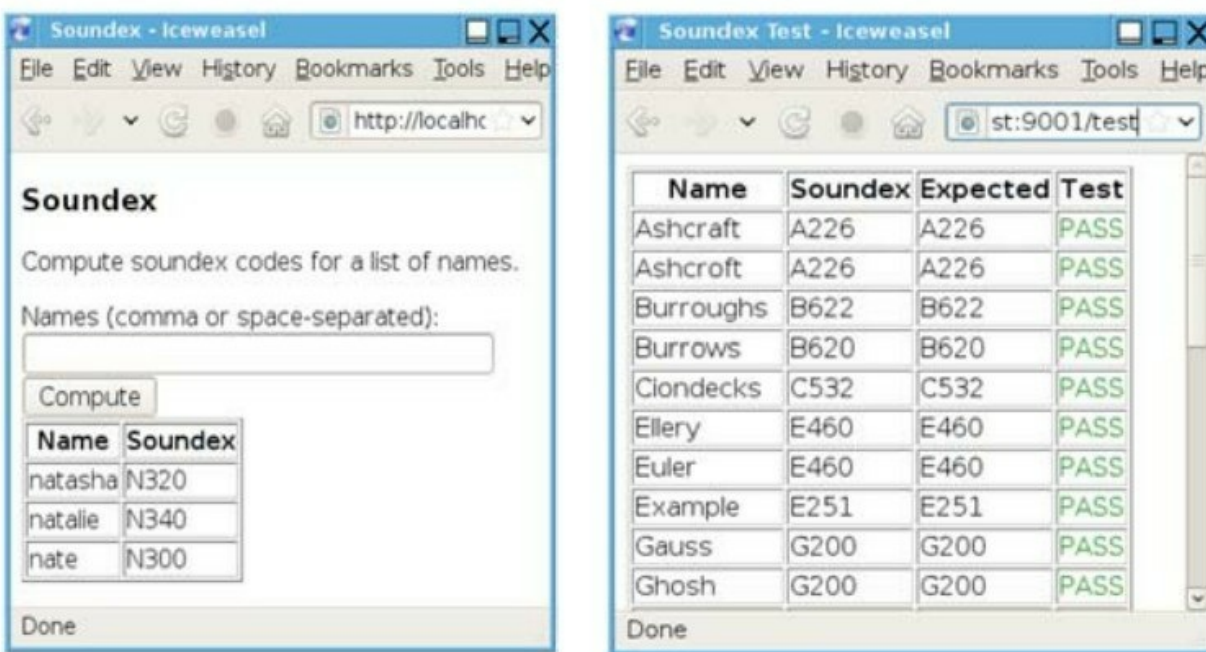 Soundex - Iceweasel
File Edit View History Bookmarks Tools Help
http://localhc
Soundex
Compute soundex codes for a list of names.
Names (comma or space-separated):
Compute
Name Soundex
natasha N320
natalie N340
nate N300
Done
Soundex Test - Iceweasel
File Edit View History Bookmarks Tools Help
st:9001/test
Name Soundex Expected Test
Ashcraft A226 A226 PASS
Ashcroft A226 A226 PASS
Burroughs B622 B622 PASS
Burrows B620 B620 PASS
Ciondecks C532 C532 PASS
Ellery E460 E460 PASS
Euler E460 E460 PASS
Example E251 E251 PASS
Gauss G200 G200 PASS
Ghosh G200 G200 PASS
Done